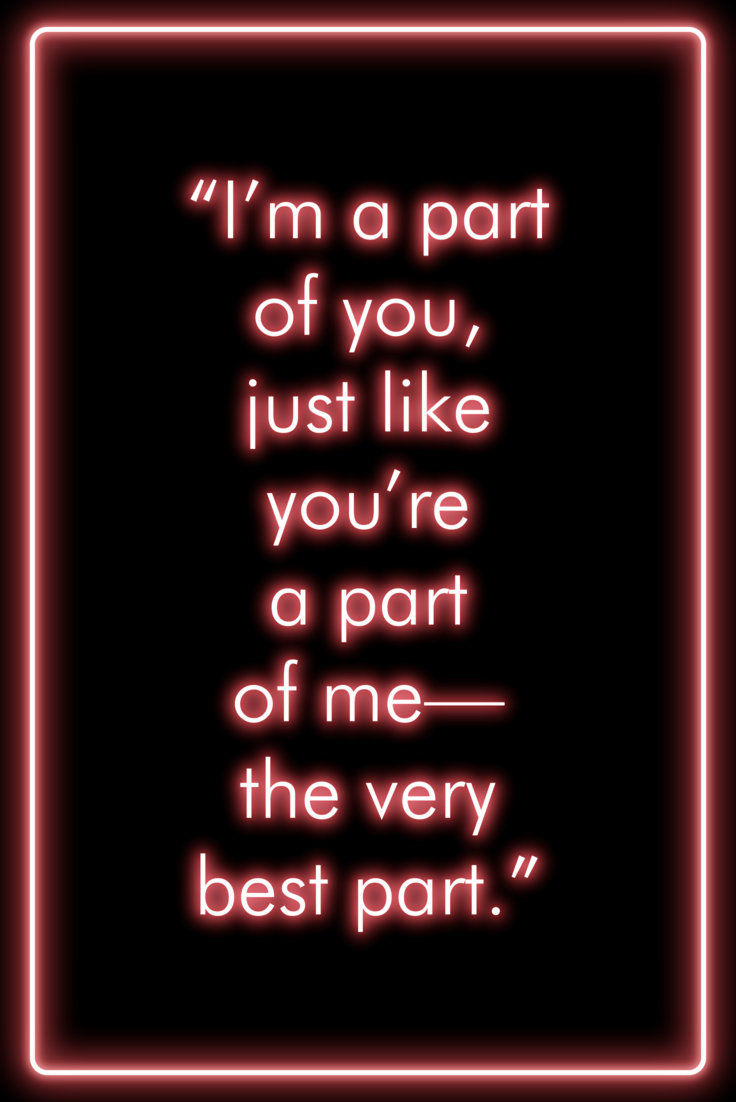 “I’m a part
of you,
just like
you’re
a part
of me—
the very
best part.”